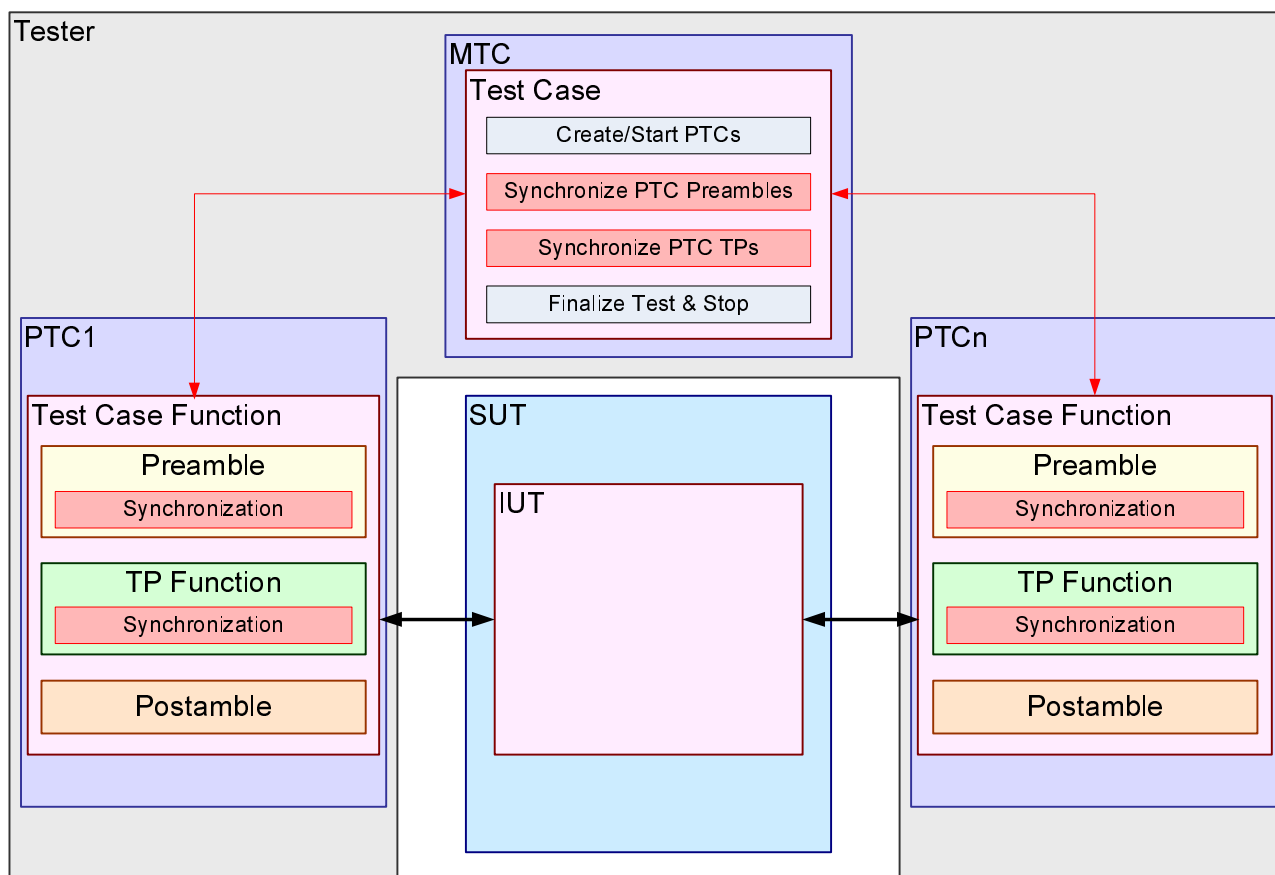 Tester
MTC
Test Case
Create/Start PTCs
Synchronize PTC Preambles
Synchronize PTC TPs
Finalize Test & Stop
PTC1
Test Case Function
Preamble
Synchronization
TP Function
Synchronization
Postamble
SUT
IUT
PTCn
Test Case Function
Preamble
Synchronization
TP Function
Synchronization
Postamble